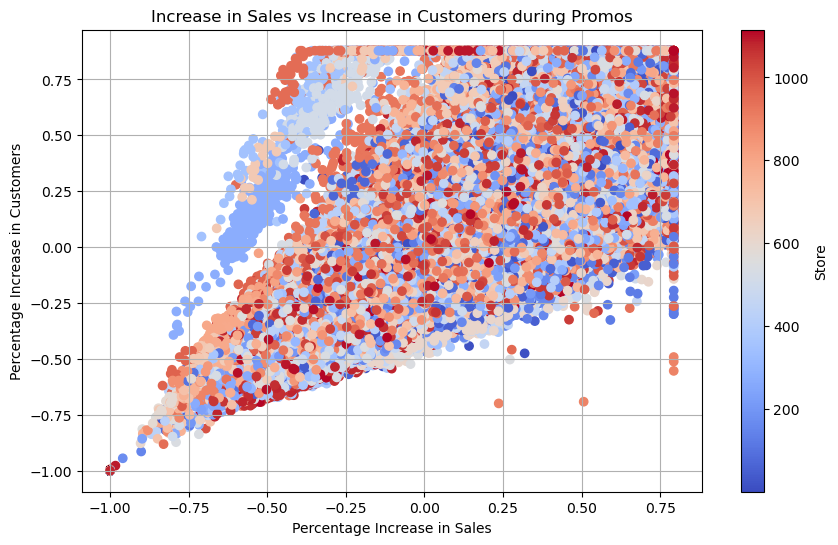 Increase in Sales vs Increase in Customers during Promos
Percentage Increase in Customers
0.75
0.50
0.25
0.00
−0.25
−0.50
−0.75
−1.00
−1.00 −0.75 −0.50 −0.25 0.00 0.25 0.50 0.75
Percentage Increase in Sales
1000
800
600
400
200
Store